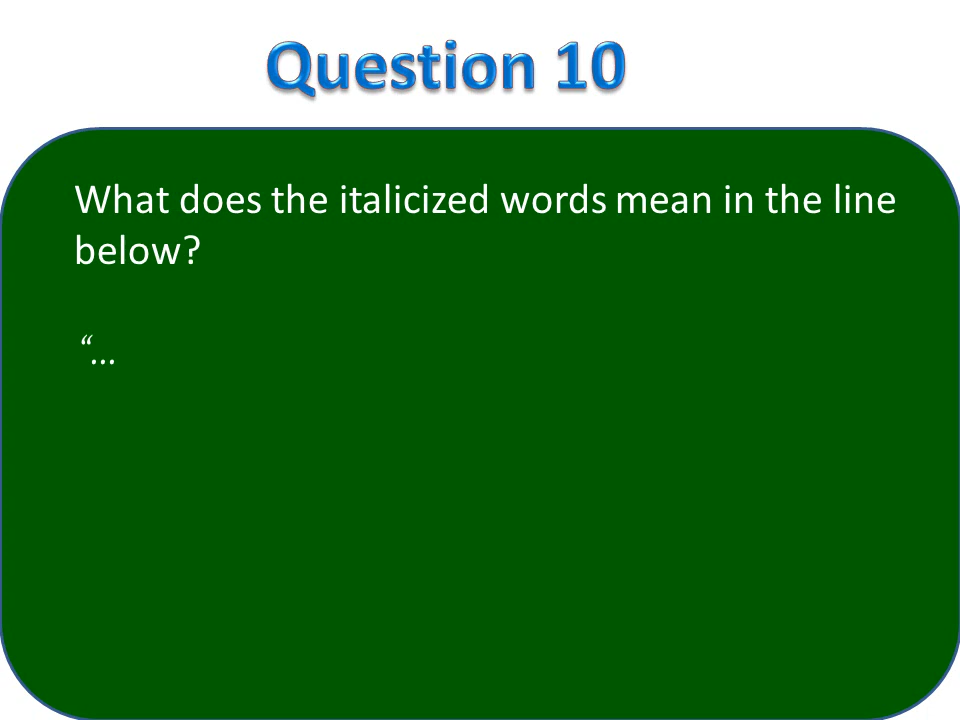 Question 10
What does the italicized words mean in the line
below?
“…